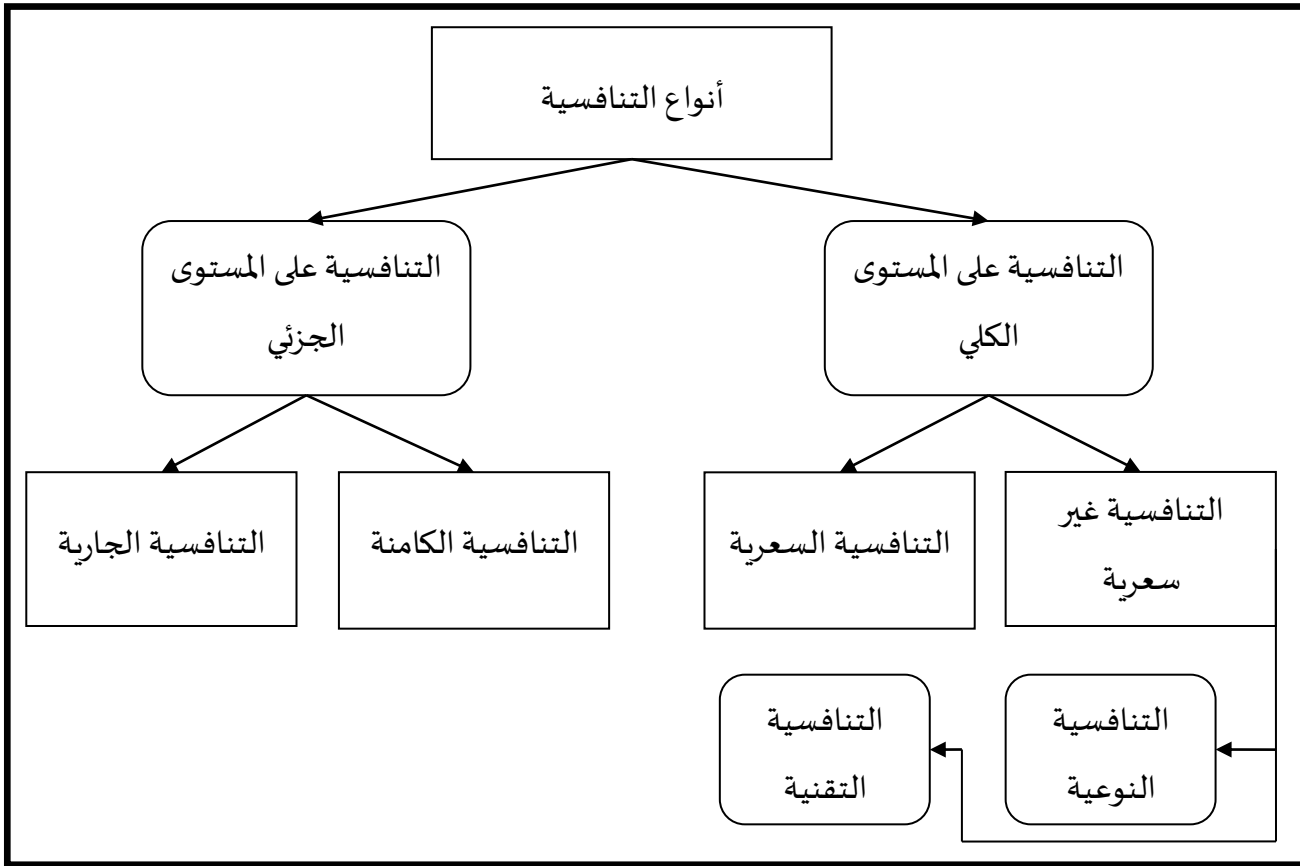 أنواع التنافسية
التنافسية على المستوى
الكلي
التنافسية على المستوى
الجزئي
التنافسية غير
سعرية
التنافسية السعرية
التنافسية الكامنة
التنافسية الجارية
التنافسية
النوعية
التنافسية
التقنية